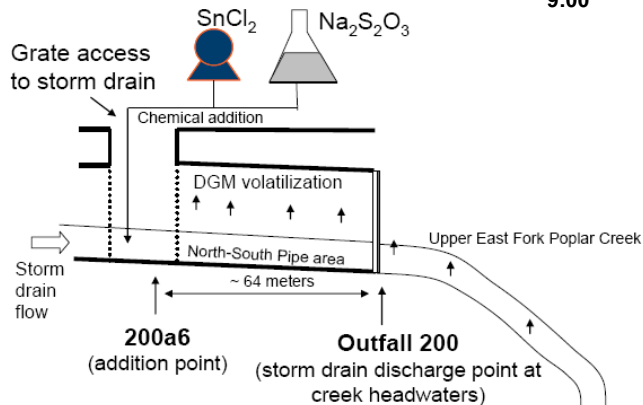 9.00
SnCl₂
Na₂S₂O₃
Grate access
to storm drain
Chemical addition
DGM volatilization
Upper East Fork Poplar Creek
North-South Pipe area
Storm
drain
flow
~ 64 meters
200a6
(addition point)
Outfall 200
(storm drain discharge point at
creek headwaters)